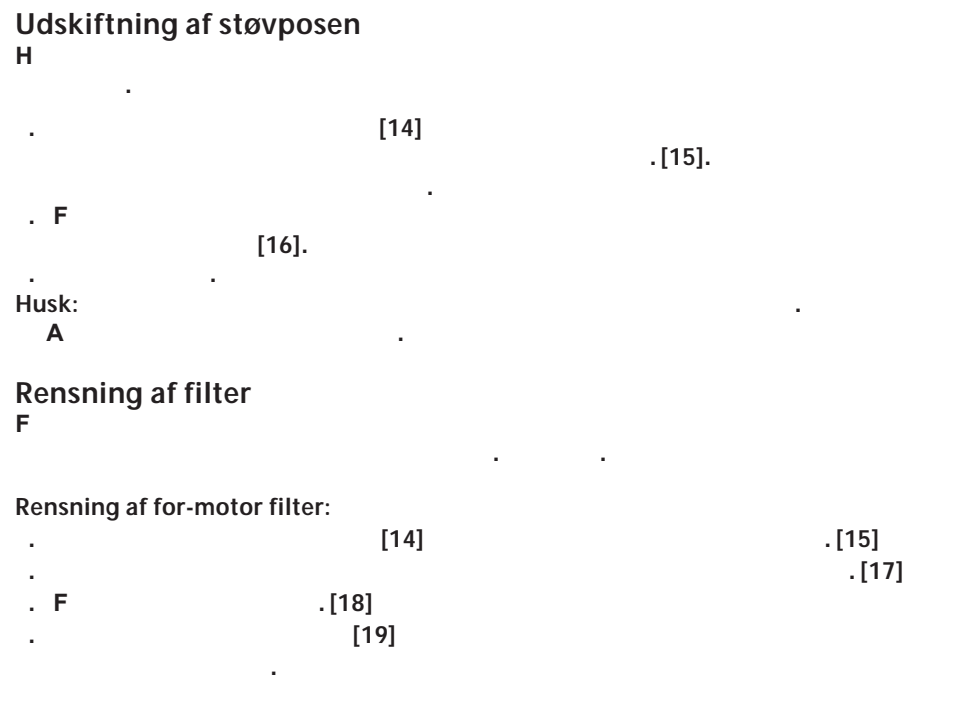 Udskiftning af støvposen
H
.
. [14]
. [15].
.
. F
[16].
. .
Husk: .
A .
Rensning af filter
F
. .
Rensning af for-motor filter:
. [14] . [15]
. . [17]
. F . [18]
. [19]
.